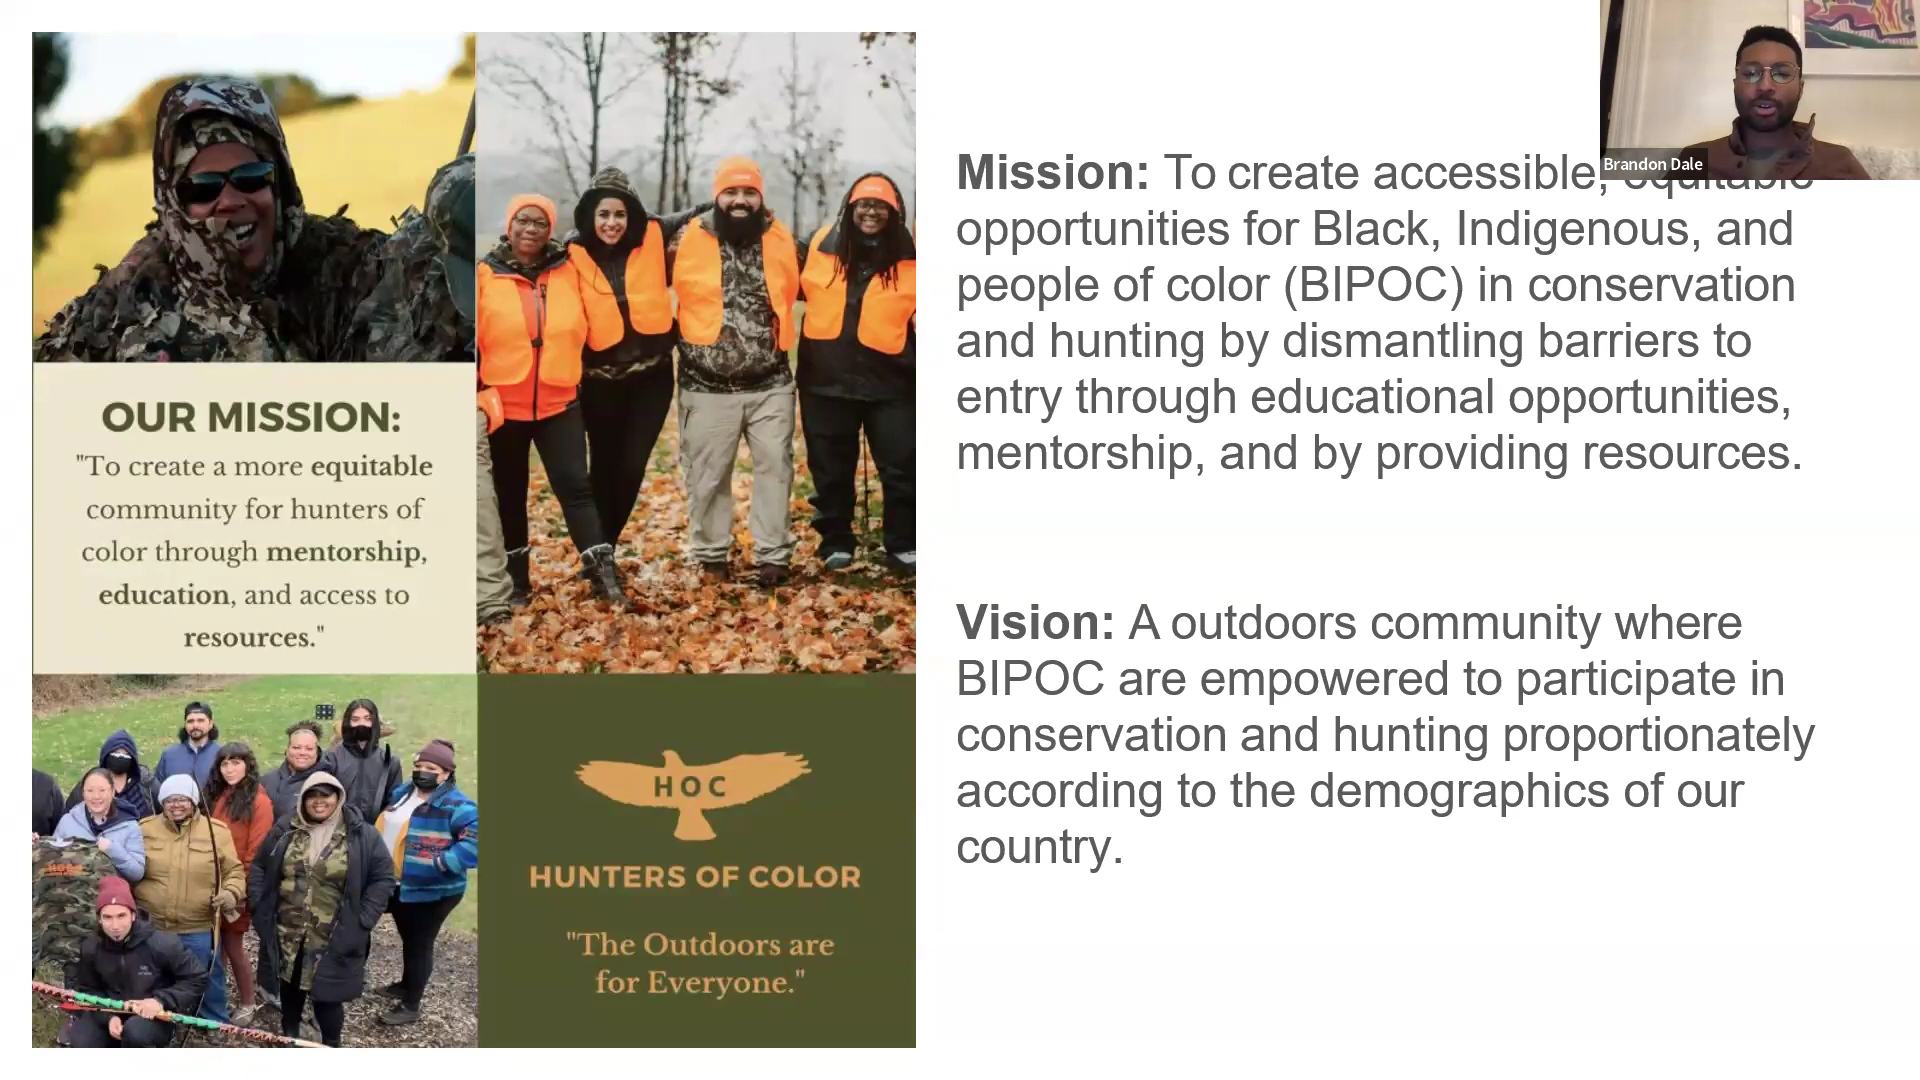 OUR MISSION:
"To create a more equitable
community for hunters of
color through mentorship,
education, and access to
resources."
HOC
HUNTERS OF COLOR
"The Outdoors are
for Everyone."
Mission: To create accessible, equitable
opportunities for Black, Indigenous, and
people of color (BIPOC) in conservation
and hunting by dismantling barriers to
entry through educational opportunities,
mentorship, and by providing resources.
Vision: A outdoors community where
BIPOC are empowered to participate in
conservation and hunting proportionately
according to the demographics of our
country.
Brandon Dale